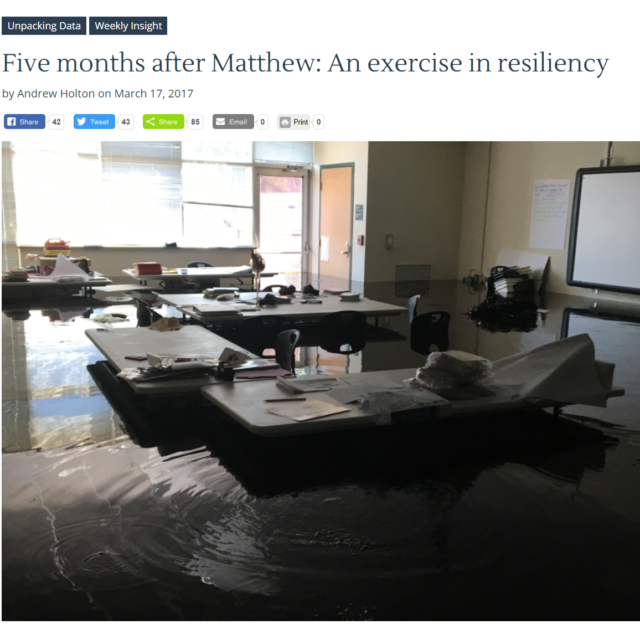 Unpacking Data Weekly Insight
Five months after Matthew: An exercise in resiliency
by Andrew Holton on March 17, 2017
Share 42 Tweet 43 Share 85 Email 0 Print 0